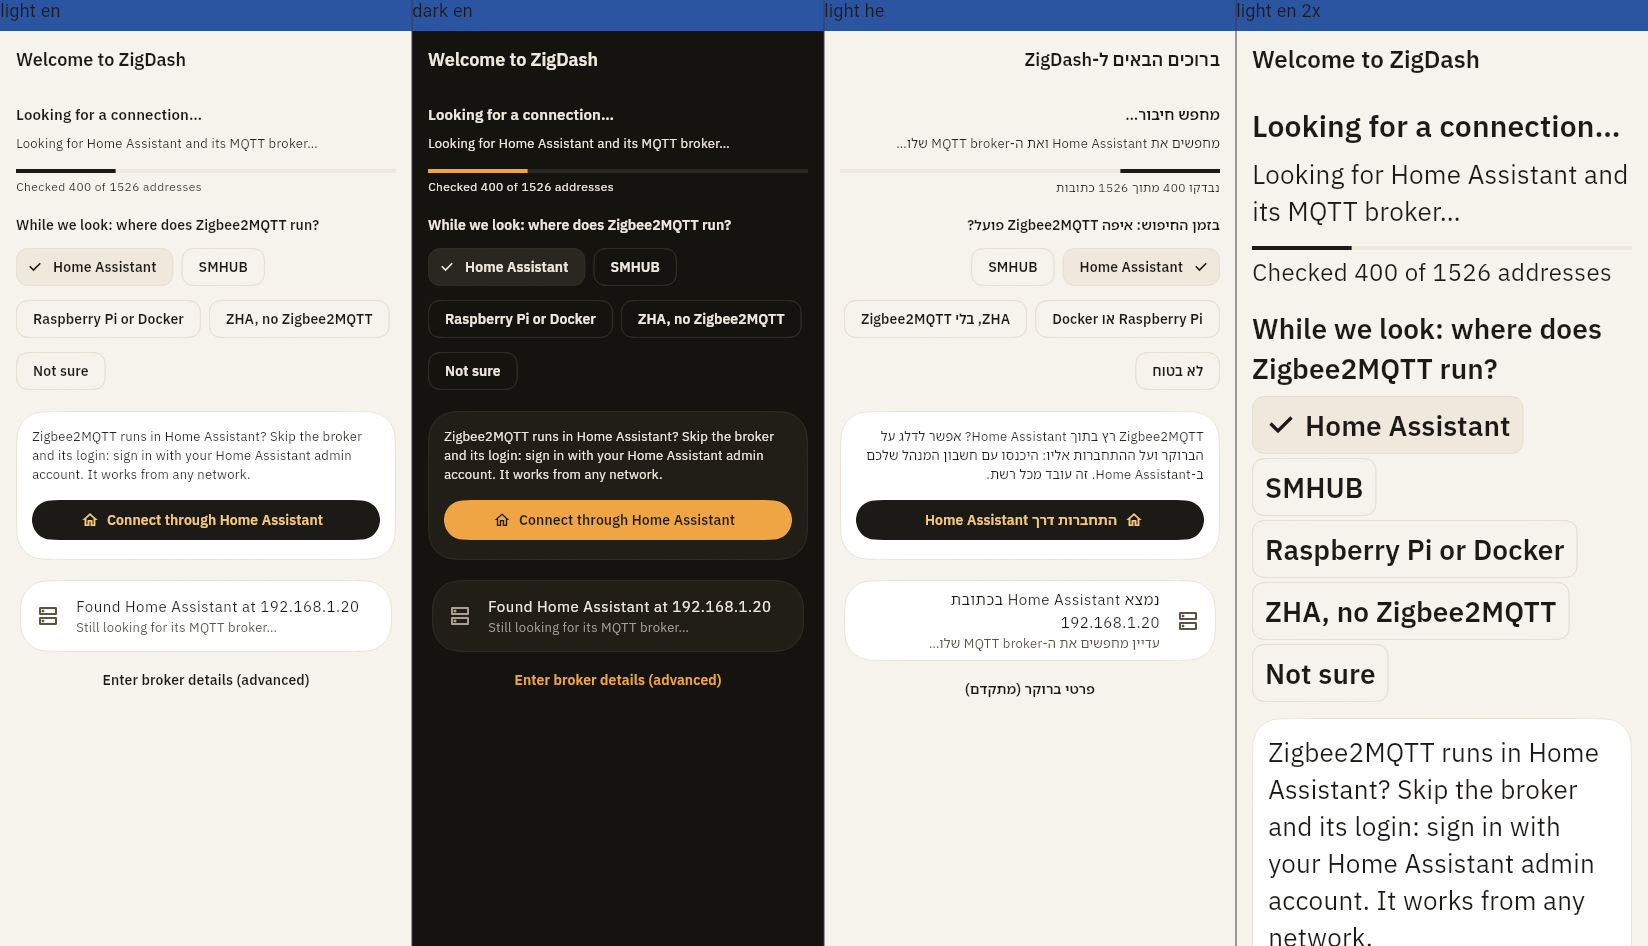 light en
Welcome to ZigDash
Looking for a connection...
Looking for Home Assistant and its MQTT broker...
Checked 400 of 1526 addresses
While we look: where does Zigbee2MQTT run?
Home Assistant
SMHUB
Raspberry Pi or Docker
ZHA, no Zigbee2MQTT
Not sure
Zigbee2MQTT runs in Home Assistant? Skip the broker
and its login: sign in with your Home Assistant admin
account. It works from any network.
Connect through Home Assistant
Found Home Assistant at 192.168.1.20
Still looking for its MQTT broker...
Enter broker details (advanced)
dark en
Welcome to ZigDash
Looking for a connection...
Looking for Home Assistant and its MQTT broker...
Checked 400 of 1526 addresses
While we look: where does Zigbee2MQTT run?
Home Assistant
SMHUB
Raspberry Pi or Docker
ZHA, no Zigbee2MQTT
Not sure
Zigbee2MQTT runs in Home Assistant? Skip the broker
and its login: sign in with your Home Assistant admin
account. It works from any network.
Connect through Home Assistant
Found Home Assistant at 192.168.1.20
Still looking for its MQTT broker...
Enter broker details (advanced)
light he
ברוכים הבאים ל-ZigDash
מחפש חיבור...
מחפשים את Home Assistant ואת ה-MQTT broker שלו...
נבדקו 400 מתוך 1526 כתובות
בזמן החיפוש: איפה Zigbee2MQTT פועל?
Home Assistant
SMHUB
Raspberry Pi או Docker
ZHA, בלי Zigbee2MQTT
לא בטוח
Zigbee2MQTT רץ בתוך Home Assistant? אפשר לדלג על
הברוקר ועל ההתחברות אליו: היכנסו עם חשבון המנהל שלכם
ב-Home Assistant. זה עובד מכל רשת.
התחברות דרך Home Assistant
נמצא Home Assistant בכתובת
192.168.1.20
עדיין מחפשים את ה-MQTT broker שלו...
פרטי ברוקר (מתקדם)
light en 2x
Welcome to ZigDash
Looking for a connection...
Looking for Home Assistant and
its MQTT broker...
Checked 400 of 1526 addresses
While we look: where does
Zigbee2MQTT run?
Home Assistant
SMHUB
Raspberry Pi or Docker
ZHA, no Zigbee2MQTT
Not sure
Zigbee2MQTT runs in Home
Assistant? Skip the broker
and its login: sign in with
your Home Assistant admin
account. It works from any
network.